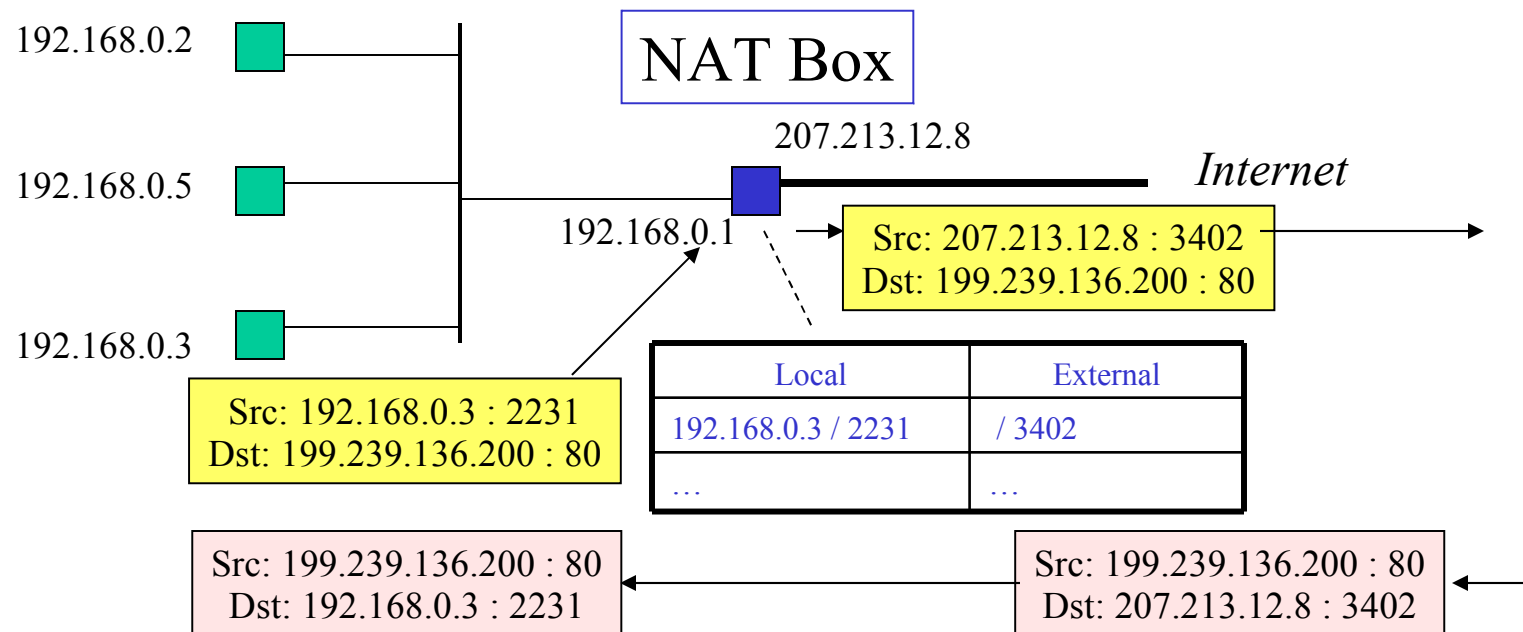 192.168.0.2
NAT Box
207.213.12.8
192.168.0.5
Internet
192.168.0.1
Src: 207.213.12.8 : 3402
Dst: 199.239.136.200 : 80
192.168.0.3
Local External
192.168.0.3 / 2231 / 3402
… …
Src: 192.168.0.3 : 2231
Dst: 199.239.136.200 : 80
Src: 199.239.136.200 : 80
Dst: 192.168.0.3 : 2231
Src: 199.239.136.200 : 80
Dst: 207.213.12.8 : 3402